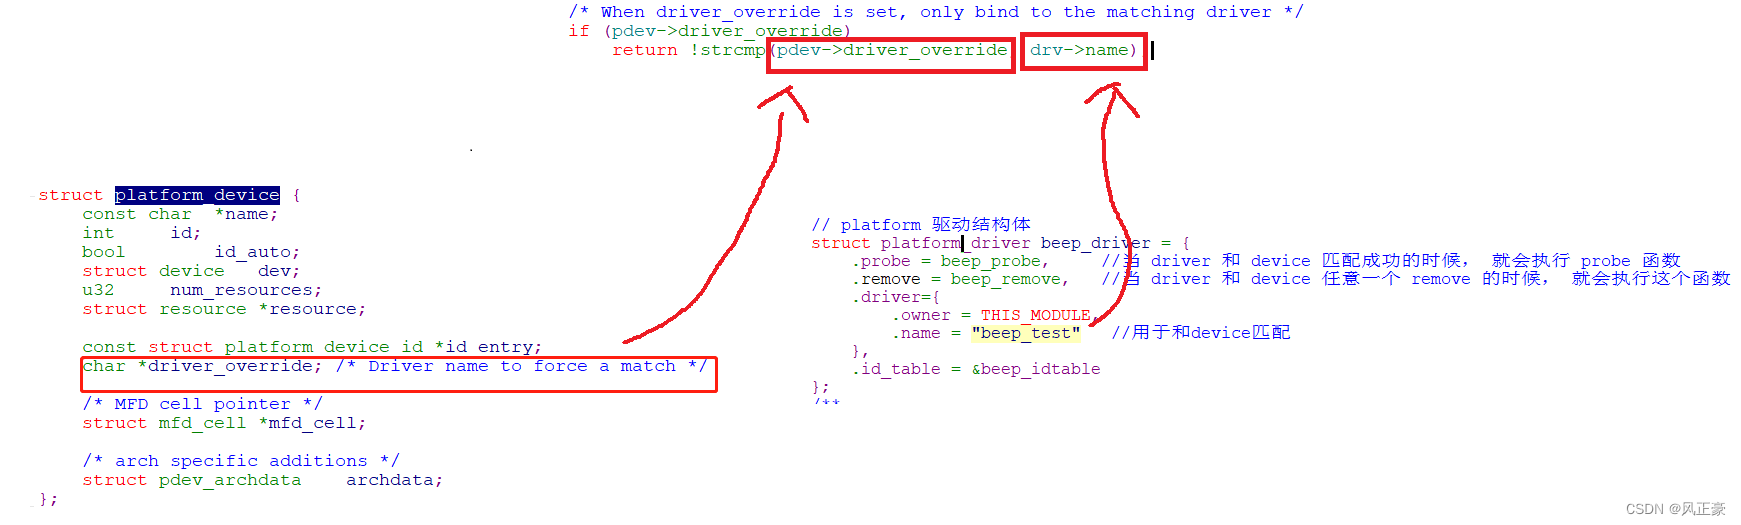 /* When driver_override is set, only bind to the matching driver */
if (pdev->driver_override)
return !strcmp(pdev->driver_override drv->name)
struct platform_device {
const char *name;
int id;
bool id_auto;
struct device dev;
u32 num_resources;
struct resource *resource;
const struct platform_device_id *id_entry;
char *driver_override; /* Driver name to force a match */
/* MFD cell pointer */
struct mfd_cell *mfd_cell;
/* arch specific additions */
struct pdev_archdata archdata;
};
// platform 驱动结构体
struct platform_driver beep_driver = {
.probe = beep_probe, //当 driver 和 device 匹配成功的时候， 就会执行 probe 函数
.remove = beep_remove, //当 driver 和 device 任意一个 remove 的时候， 就会执行这个函数
.driver={
.owner = THIS_MODULE,
.name = "beep_test" //用于和device匹配
},
.id_table = &beep_idtable
};
/**
CSDN @风正豪